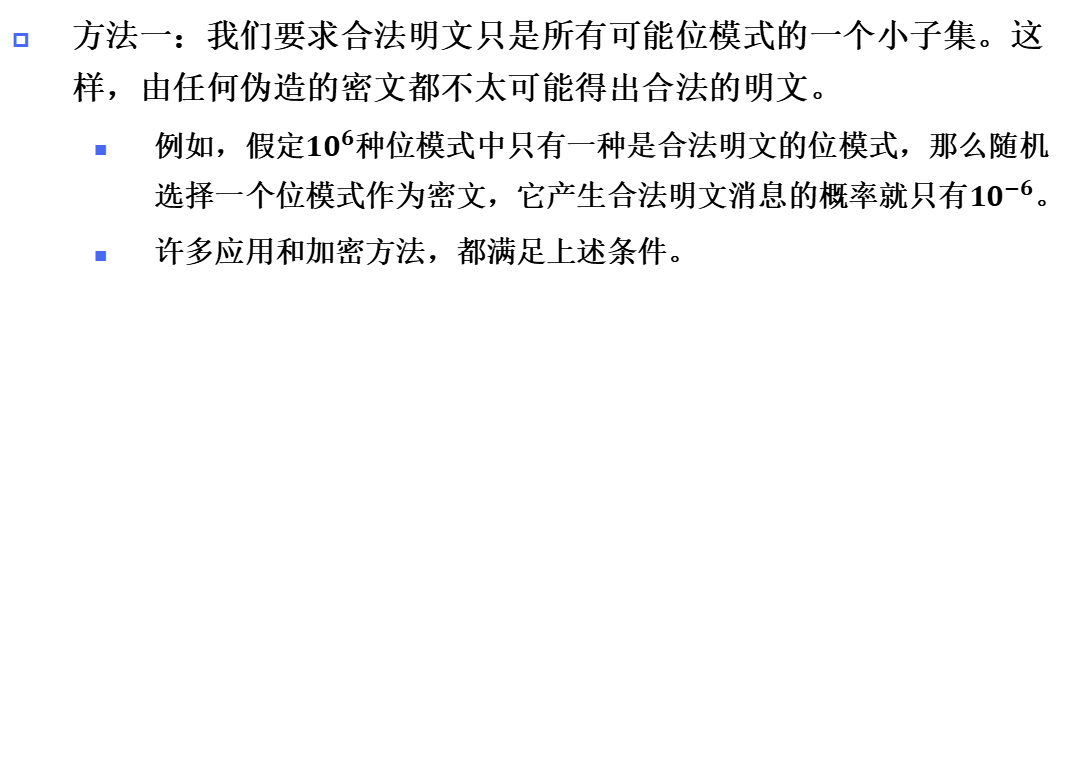 方法一：我们要求合法明文只是所有可能位模式的一个小子集。这
样，由任何伪造的密文都不太可能得出合法的明文。
例如，假定10⁶种位模式中只有一种是合法明文的位模式，那么随机
选择一个位模式作为密文，它产生合法明文消息的概率就只有10⁻⁶。
许多应用和加密方法，都满足上述条件。